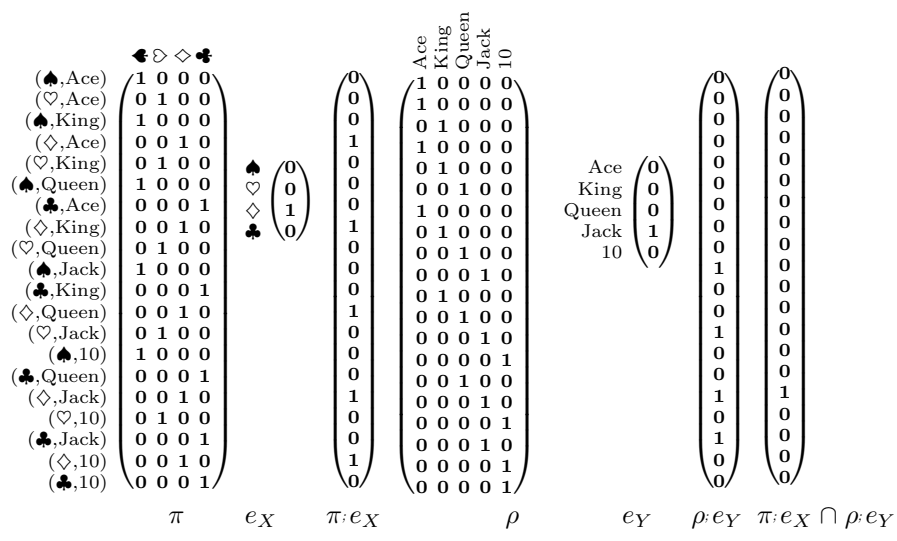 ♠ ♡ ♢ ♣ Ace King Queen Jack 10
(♠,Ace) 1 0 0 0 0 1 0 0 0 0 0 0
(♡,Ace) 0 1 0 0 0 1 0 0 0 0 0 0
(♠,King) 1 0 0 0 0 0 1 0 0 0 0 0
(♢,Ace) 0 0 1 0 1 1 0 0 0 0 0 0
(♡,King) 0 1 0 0 ♠ 0 0 0 1 0 0 0 Ace 0 0 0
(♠,Queen) 1 0 0 0 ♡ 0 0 0 0 1 0 0 King 0 0 0
(♣,Ace) 0 0 0 1 ♢ 1 0 1 0 0 0 0 Queen 0 0 0
(♢,King) 0 0 1 0 ♣ 0 1 0 1 0 0 0 Jack 1 0 0
(♡,Queen) 0 1 0 0 0 0 0 1 0 0 10 0 0 0
(♠,Jack) 1 0 0 0 0 0 0 0 1 0 1 0
(♣,King) 0 0 0 1 0 0 1 0 0 0 0 0
(♢,Queen) 0 0 1 0 1 0 0 1 0 0 0 0
(♡,Jack) 0 1 0 0 0 0 0 0 1 0 1 0
(♠,10) 1 0 0 0 0 0 0 0 0 1 0 0
(♣,Queen) 0 0 0 1 0 0 0 1 0 0 0 0
(♢,Jack) 0 0 1 0 1 0 0 0 1 0 1 1
(♡,10) 0 1 0 0 0 0 0 0 0 1 0 0
(♣,Jack) 0 0 0 1 0 0 0 0 1 0 1 0
(♢,10) 0 0 1 0 1 0 0 0 0 1 0 0
(♣,10) 0 0 0 1 0 0 0 0 0 1 0 0
π e_X π;e_X ρ e_Y ρ;e_Y π;e_X ∩ ρ;e_Y